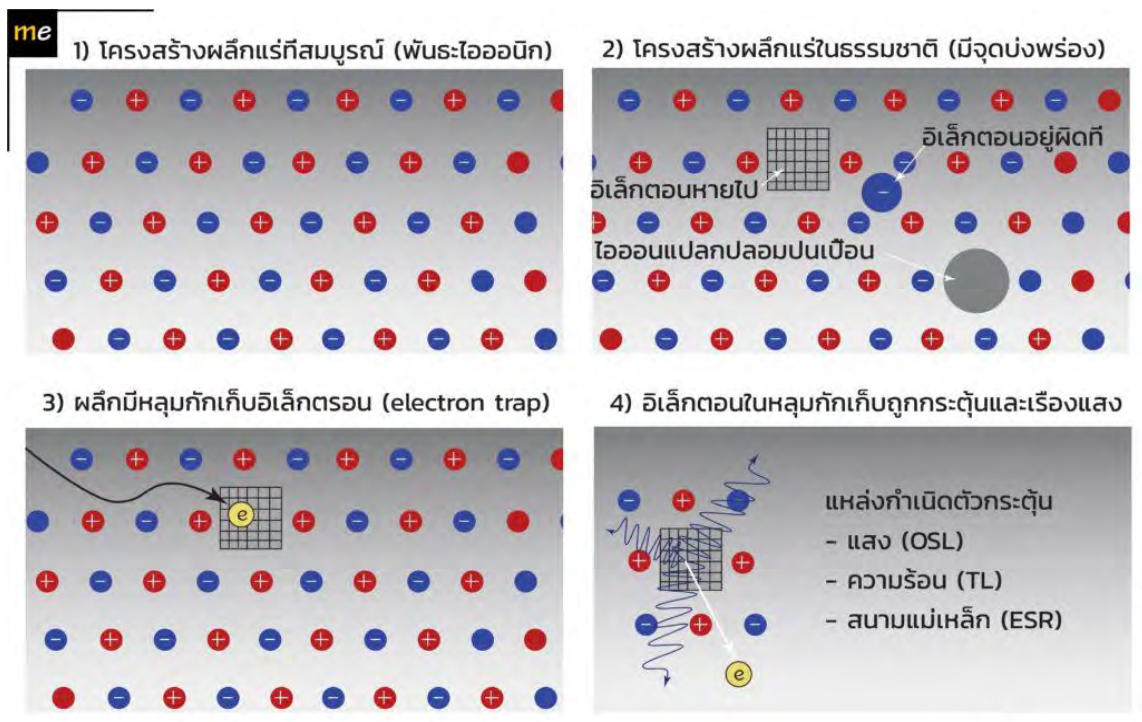 me
1) โครงสร้างผลึกแร่ที่สมบูรณ์ (พันธะไอออนิก)
2) โครงสร้างผลึกแร่ในธรรมชาติ (มีจุดบ่งพร่อง)
อิเล็กตอนอยู่ผิดที่
อิเล็กตอนหายไป
ไอออนแปลกปลอมปนเปื้อน
3) ผลึกมีหลุมกักเก็บอิเล็กตรอน (electron trap)
e
4) อิเล็กตอนในหลุมกักเก็บถูกกระตุ้นและเรืองแสง
แหล่งกำเนิดตัวกระตุ้น
- แสง (OSL)
- ความร้อน (TL)
- สนามแม่เหล็ก (ESR)
e